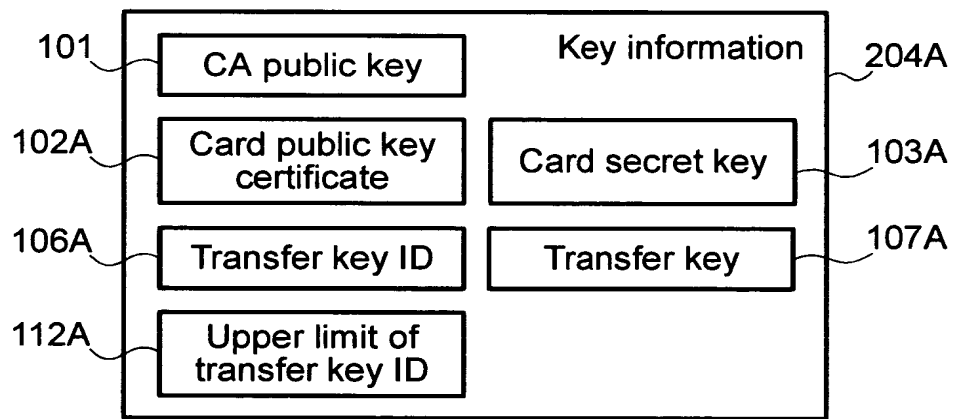 101
CA public key
Key information
204A
102A
Card public key
certificate
Card secret key
103A
106A
Transfer key ID
Transfer key
107A
112A
Upper limit of
transfer key ID